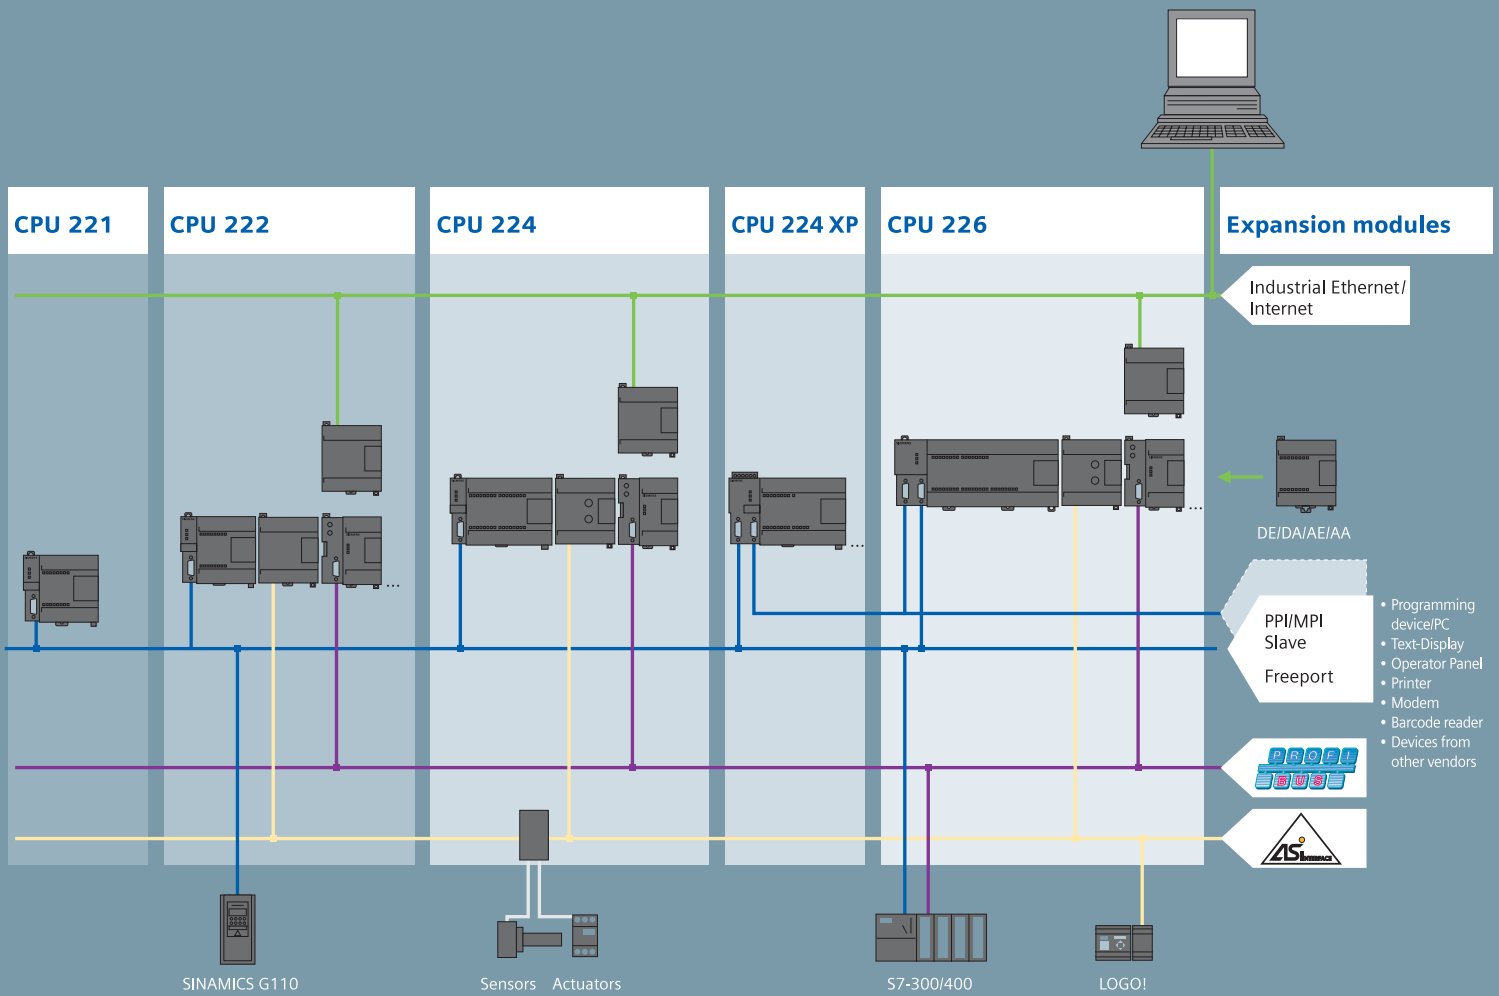 CPU 221
CPU 222
CPU 224
CPU 224 XP
CPU 226
Expansion modules
Industrial Ethernet/
Internet
DE/DA/AE/AA
PPI/MPI
Slave
Freeport
• Programming
device/PC
• Text-Display
• Operator Panel
• Printer
• Modem
• Barcode reader
• Devices from
other vendors
PROFI
BUS
ASi
INTERFACE
SINAMICS G110
Sensors
Actuators
S7-300/400
LOGO!